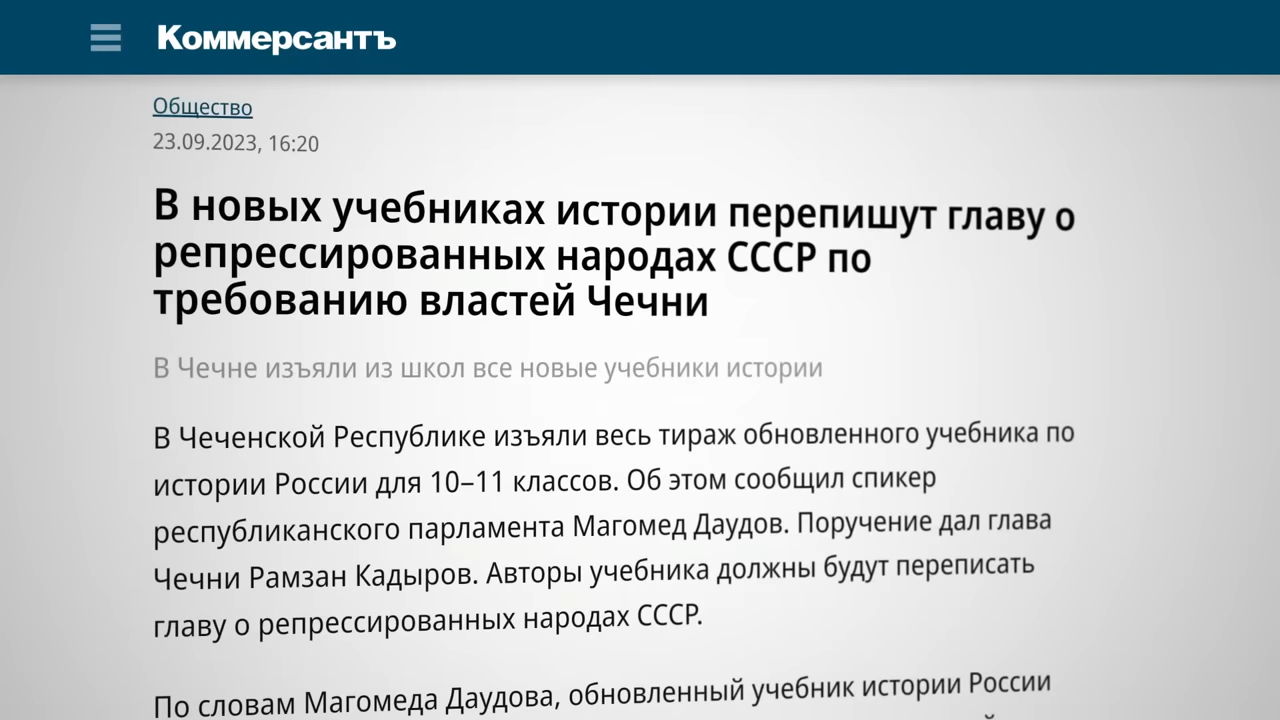 Коммерсантъ
Общество
23.09.2023, 16:20
В новых учебниках истории перепишут главу о
репрессированных народах СССР по
требованию властей Чечни
В Чечне изъяли из школ все новые учебники истории
В Чеченской Республике изъяли весь тираж обновленного учебника по
истории России для 10–11 классов. Об этом сообщил спикер
республиканского парламента Магомед Даудов. Поручение дал глава
Чечни Рамзан Кадыров. Авторы учебника должны будут переписать
главу о репрессированных народах СССР.
По словам Магомеда Даудова, обновленный учебник истории России